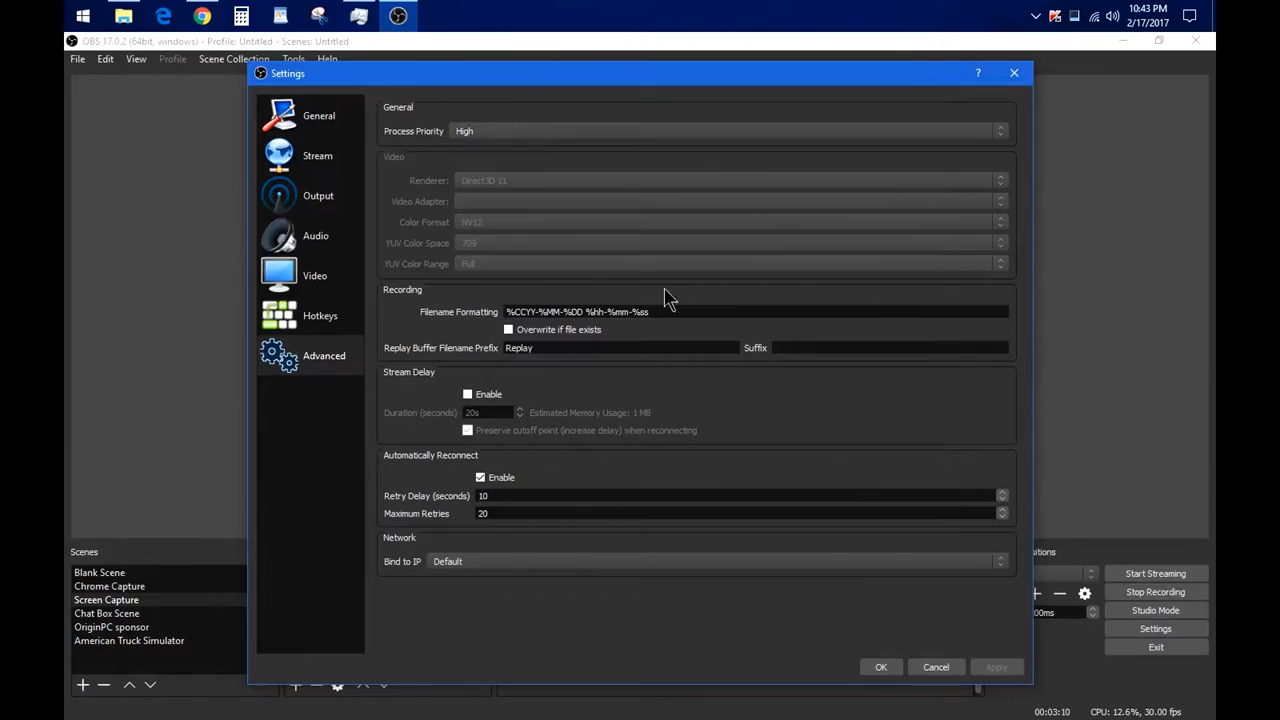 10:43 PM
2/17/2017
OBS 17.0.2 (64bit, windows) - Profile: Untitled - Scenes: Untitled
File Edit View Profile Scene Collection Tools Help
Settings
General
Stream
Output
Audio
Video
Hotkeys
Advanced
General
Process Priority High
Video
Renderer: Direct3D 11
Video Adapter:
Color Format NV12
YUV Color Space 709
YUV Color Range Full
Recording
Filename Formatting %CCYY-%MM-%DD %hh-%mm-%ss
Overwrite if file exists
Replay Buffer Filename Prefix Replay Suffix
Stream Delay
Enable
Duration (seconds) 20s Estimated Memory Usage: 1 MB
Preserve cutoff point (increase delay) when reconnecting
Automatically Reconnect
Enable
Retry Delay (seconds) 10
Maximum Retries 20
Network
Bind to IP Default
OK Cancel Apply
Scenes
Blank Scene
Chrome Capture
Screen Capture
Chat Box Scene
OriginPC sponsor
American Truck Simulator
sitions
00ms
Start Streaming
Stop Recording
Studio Mode
Settings
Exit
00:03:10 CPU: 12.6%, 30.00 fps